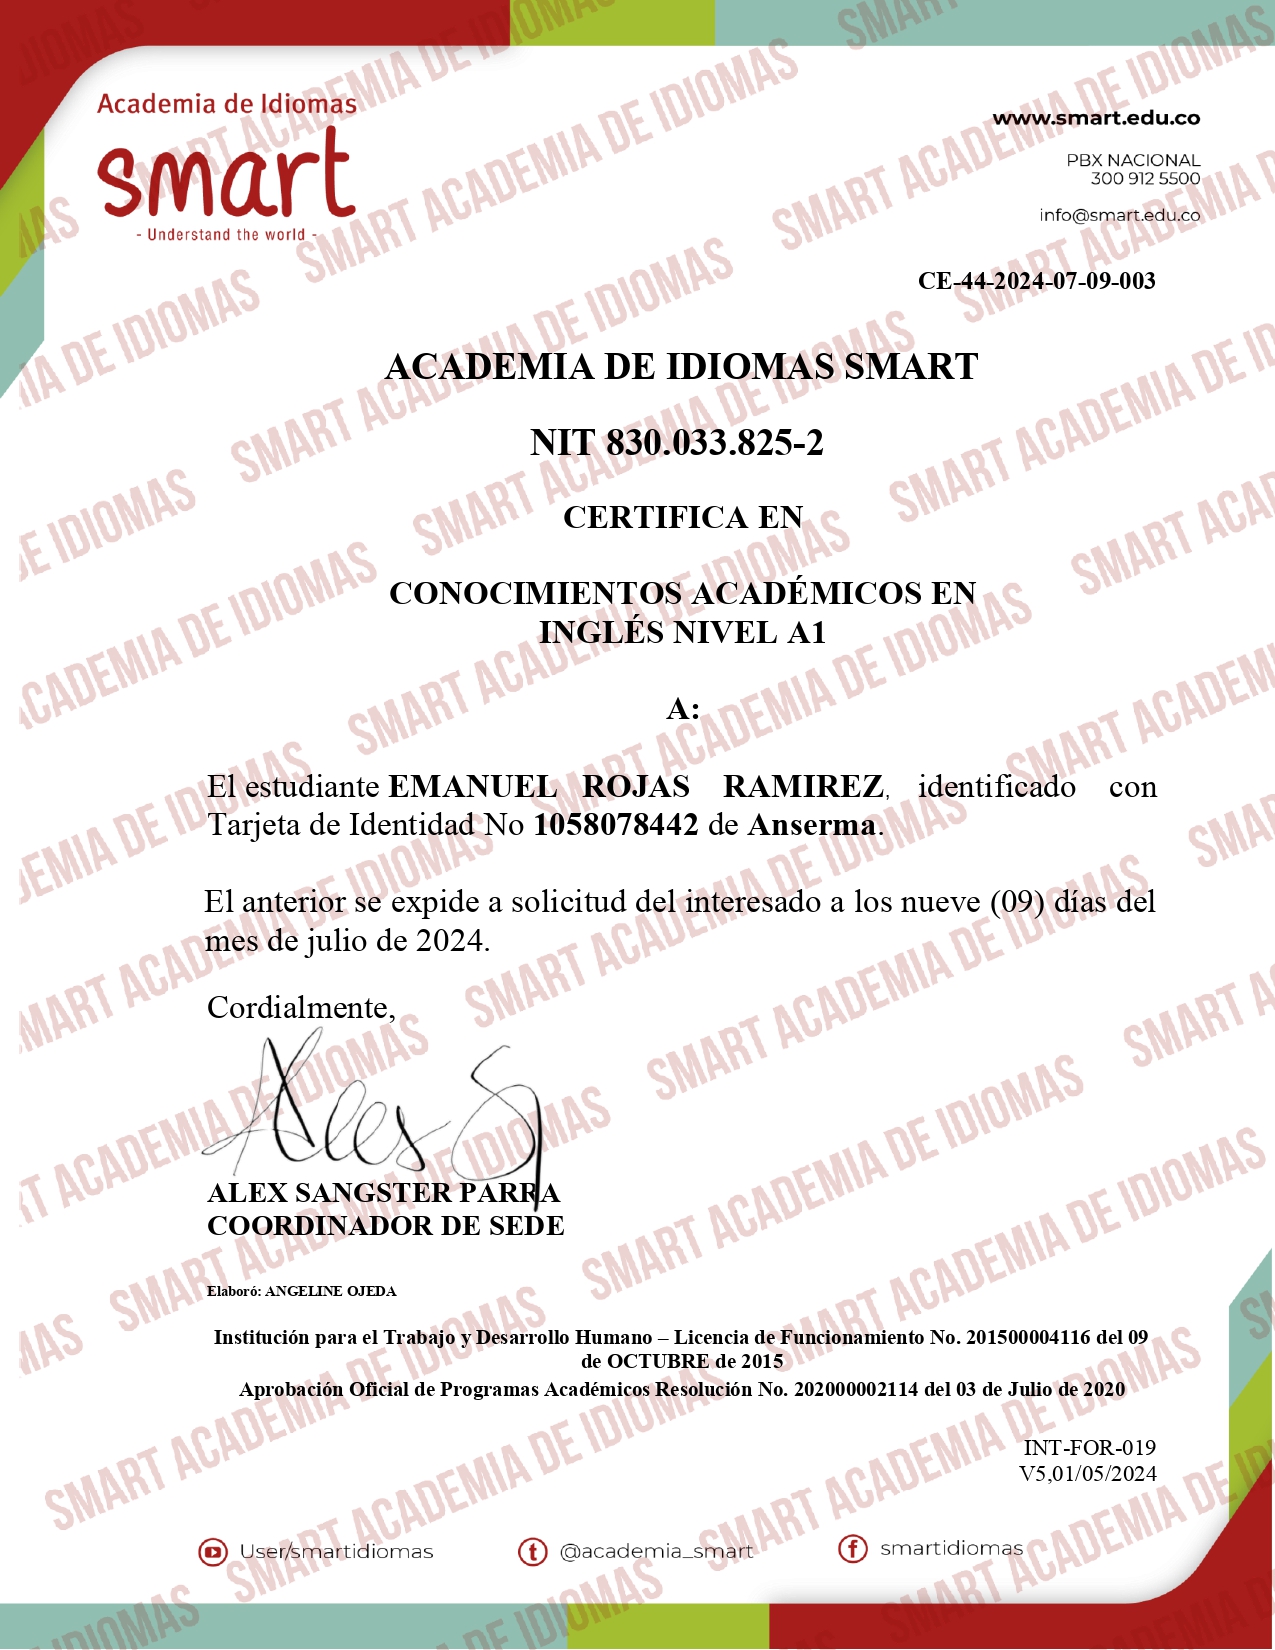 Academia de Idiomas
smart
- Understand the world -
www.smart.edu.co
PBX NACIONAL
300 912 5500
info@smart.edu.co
CE-44-2024-07-09-003
ACADEMIA DE IDIOMAS SMART
NIT 830.033.825-2
CERTIFICA EN
CONOCIMIENTOS ACADÉMICOS EN
INGLÉS NIVEL A1
A:
El estudiante EMANUEL ROJAS RAMIREZ, identificado con
Tarjeta de Identidad No 1058078442 de Anserma.
El anterior se expide a solicitud del interesado a los nueve (09) días del
mes de julio de 2024.
Cordialmente,
Alex S
ALEX SANGSTER PARRA
COORDINADOR DE SEDE
Elaboró: ANGELINE OJEDA
Institución para el Trabajo y Desarrollo Humano – Licencia de Funcionamiento No. 201500004116 del 09
de OCTUBRE de 2015
Aprobación Oficial de Programas Académicos Resolución No. 202000002114 del 03 de Julio de 2020
INT-FOR-019
V5,01/05/2024
User/smartidiomas
@academia_smart
smartidiomas
SMART ACADEMIA DE IDIOMAS